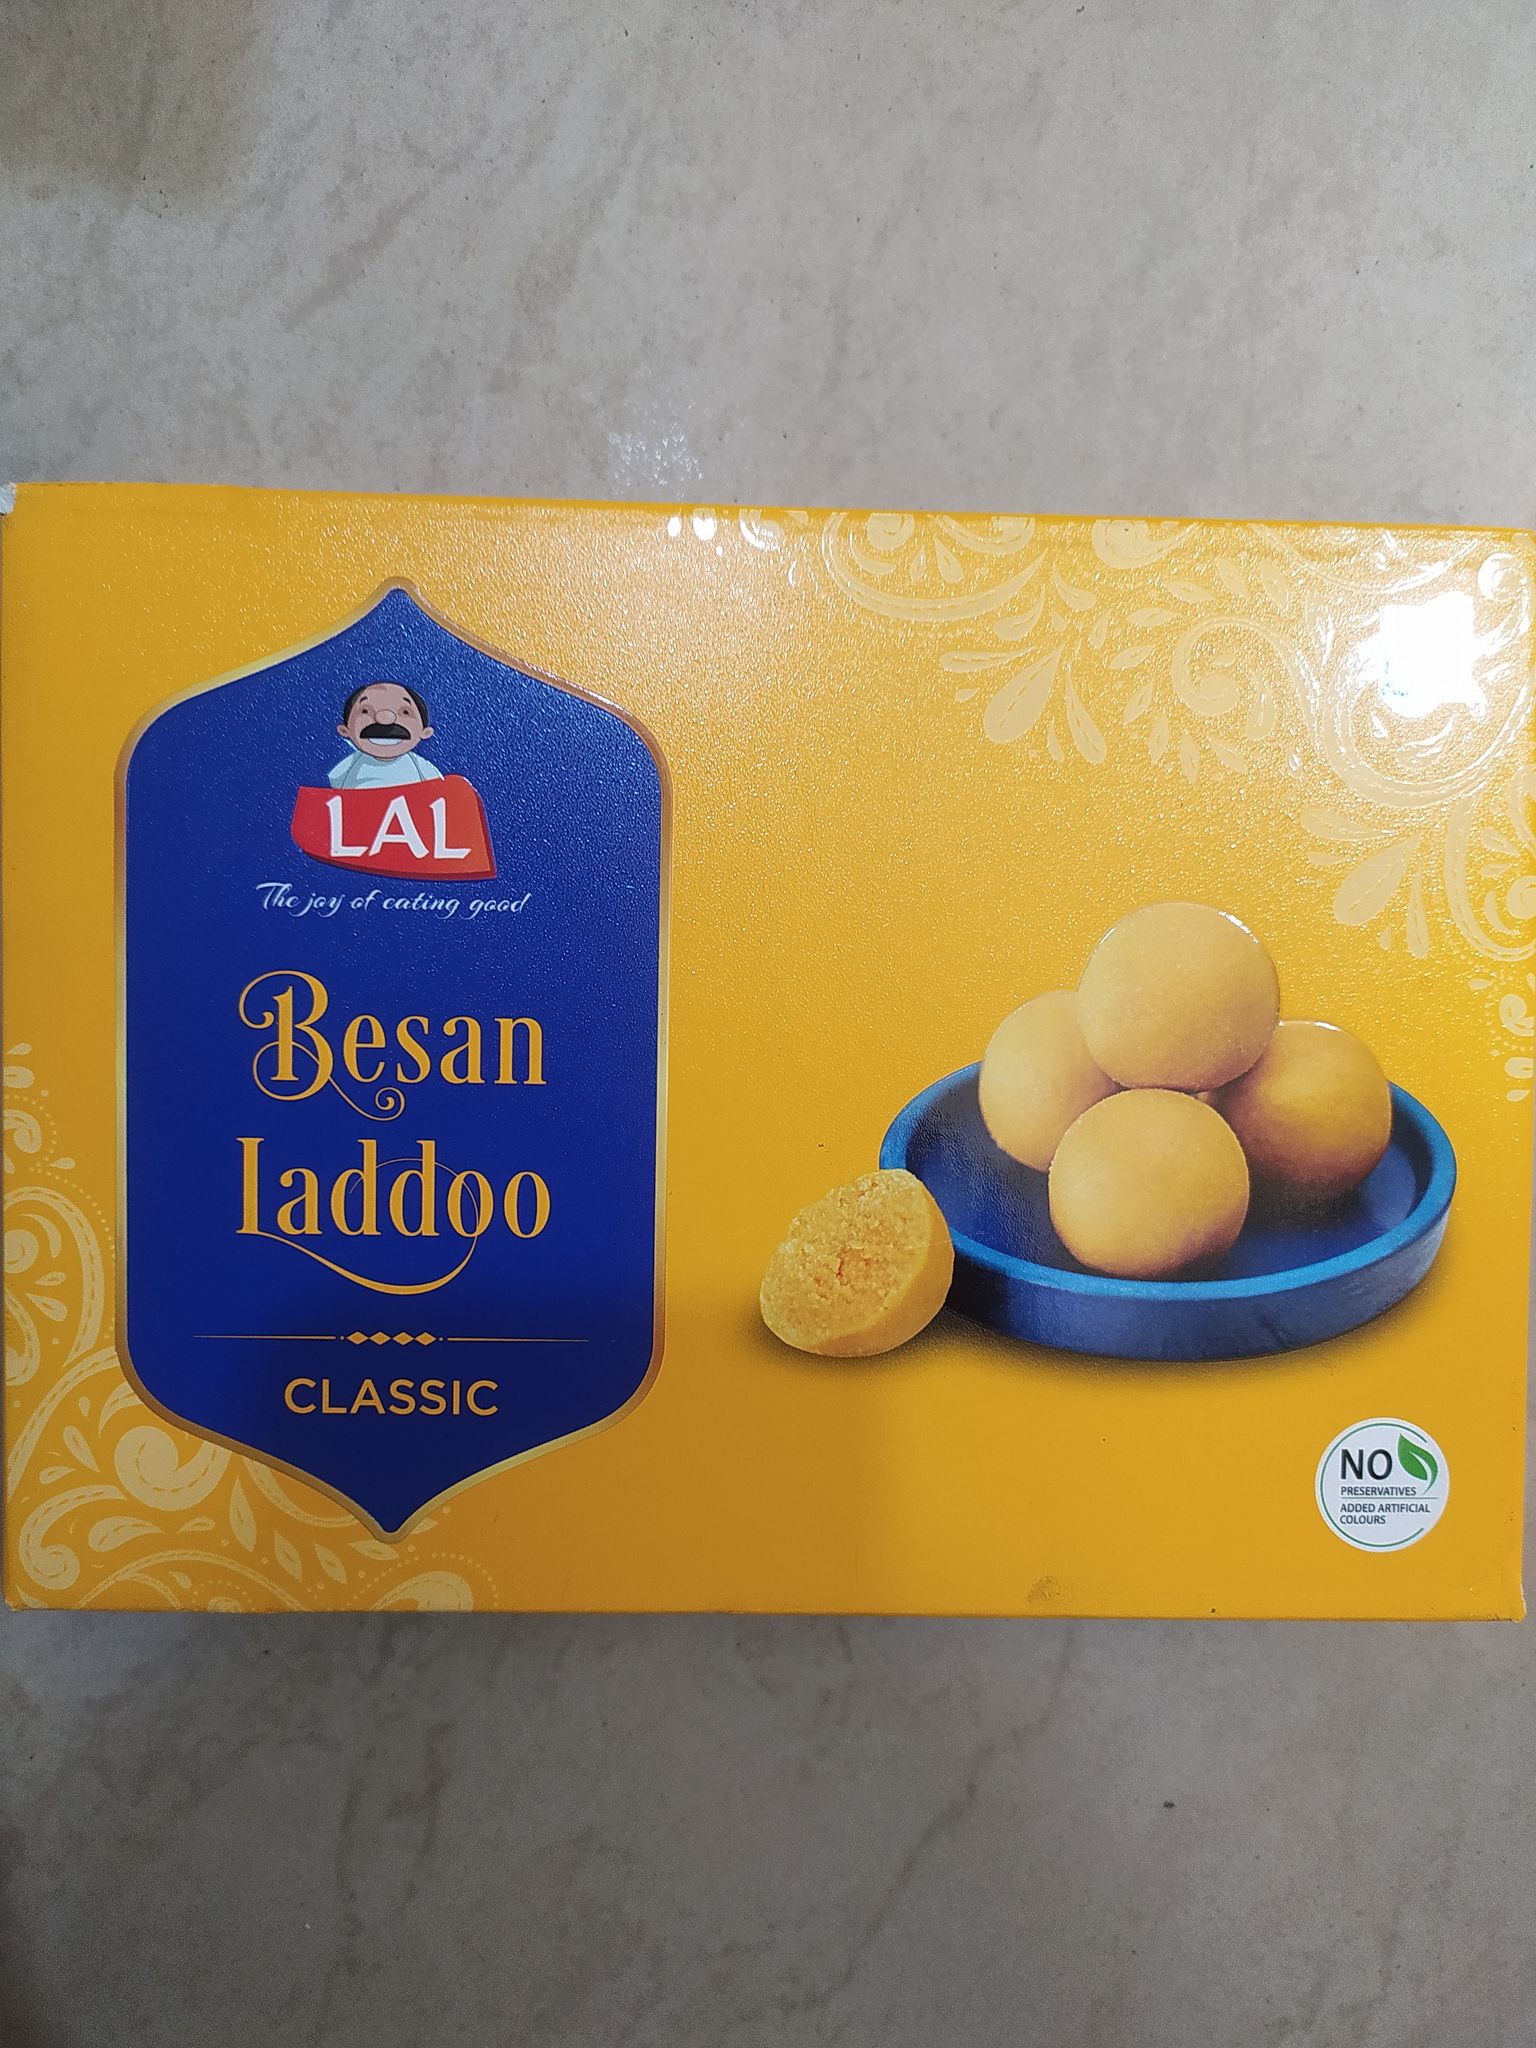 LAL
The joy of eating good
Besan
Laddoo
CLASSIC
NO
PRESERVATIVES
ADDED ARTIFICIAL
COLOURS